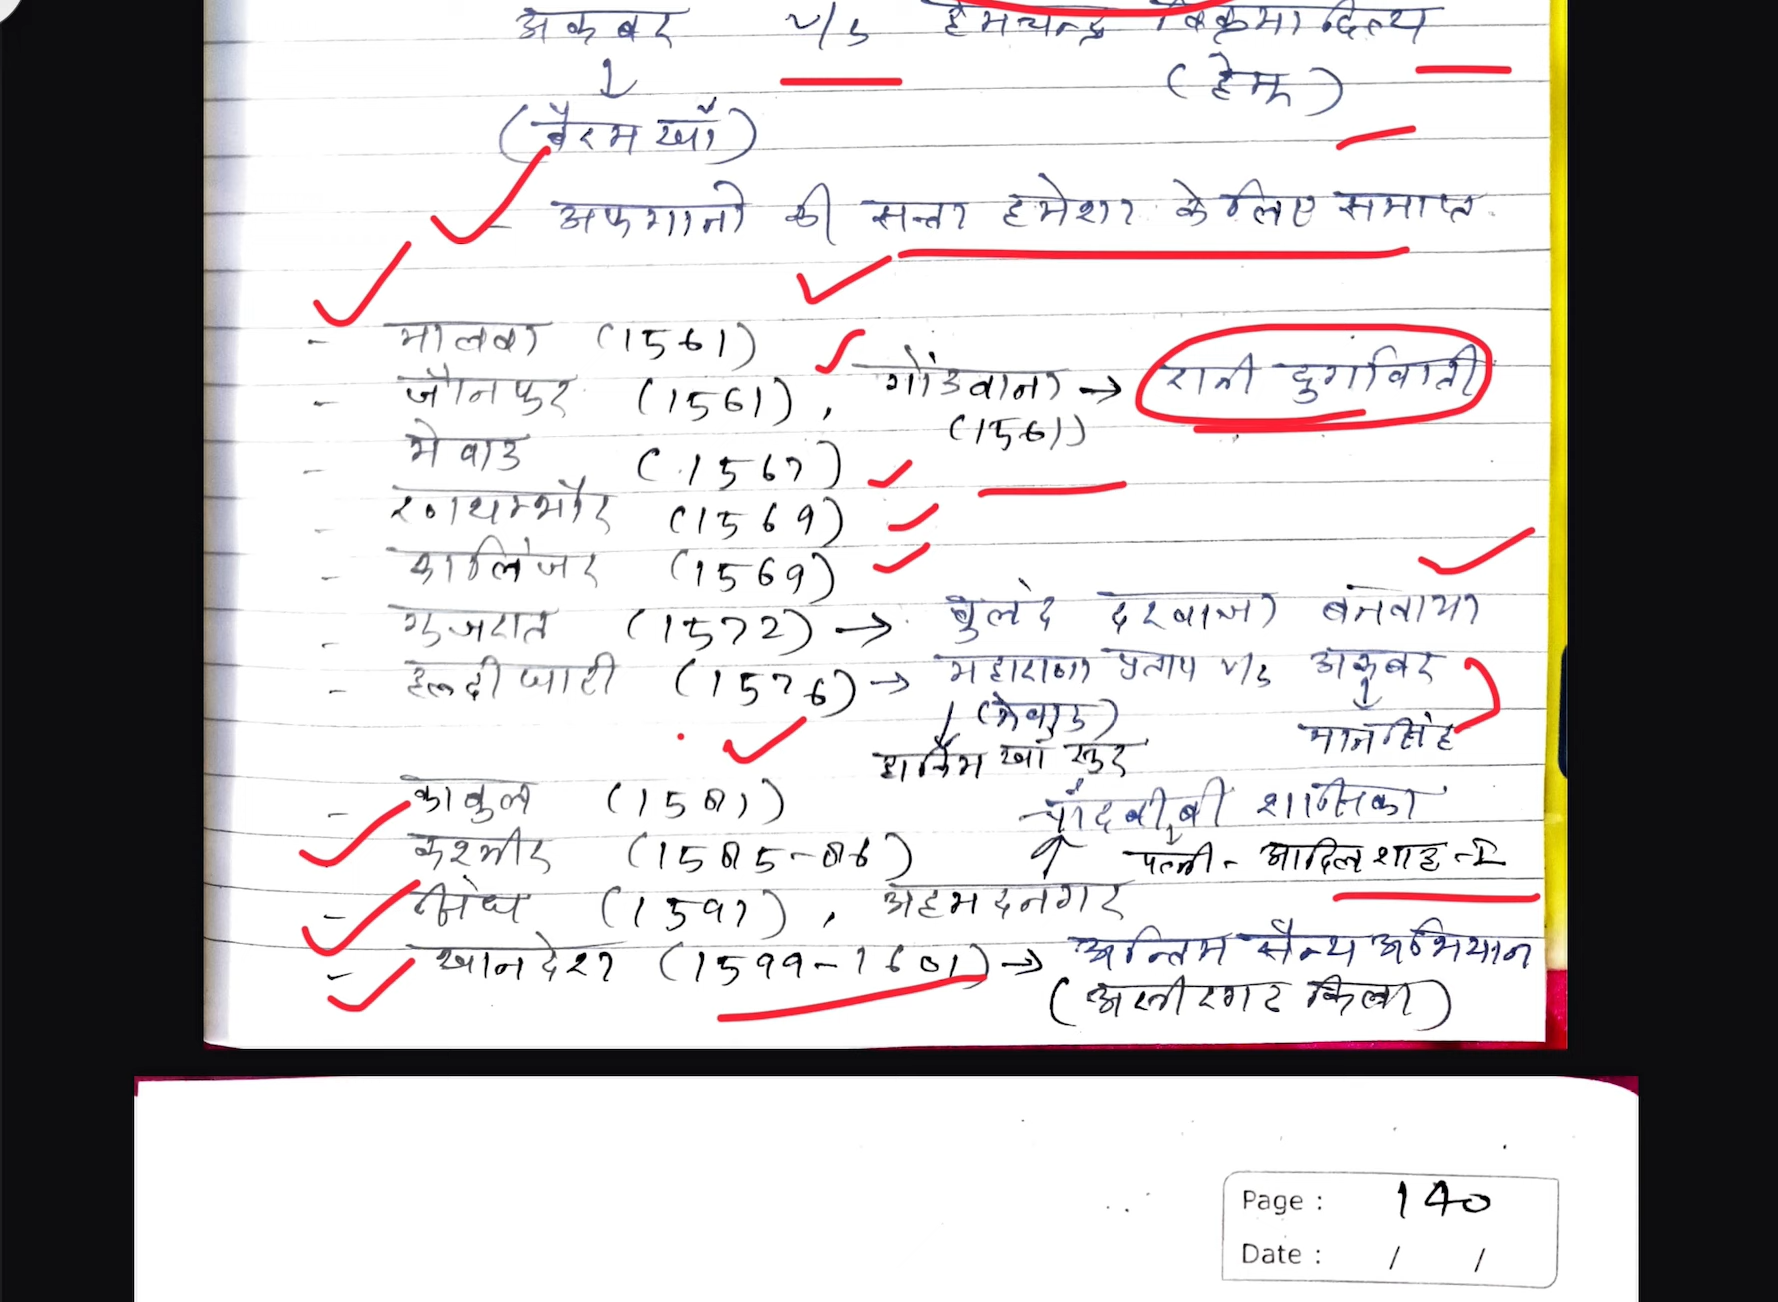 अकबर v/s हेमचन्द्र विक्रमादित्य
↓ (हेमू)
(बैरम खाँ)
- अफगानो की सत्ता हमेशा के लिए समाप्त.
- मालवा (1561)
- जौनपुर (1561), गोंडवाना → रानी दुर्गावती
(1561)
- मेवाड (1567)
- रणथम्भौर (1569)
- कालिंजर (1569)
- गुजरात (1572) → बुलंद दरवाजा बनवाया
- हल्दी घाटी (1576) → महाराणा प्रताप v/s अकबर
↓ (मेवाड) ↓
हाकिम खाँ सूर मानसिंह
- काबुल (1581) चाँदबीबी शासिका
- कश्मीर (1585-86) ↑ पत्नी - आदिलशाह-I
- सिंध (1591), अहमदनगर
- खानदेश (1599-1601) → अन्तिम सैन्य अभियान
(असीरगढ किला)
Page : 140
Date : / /